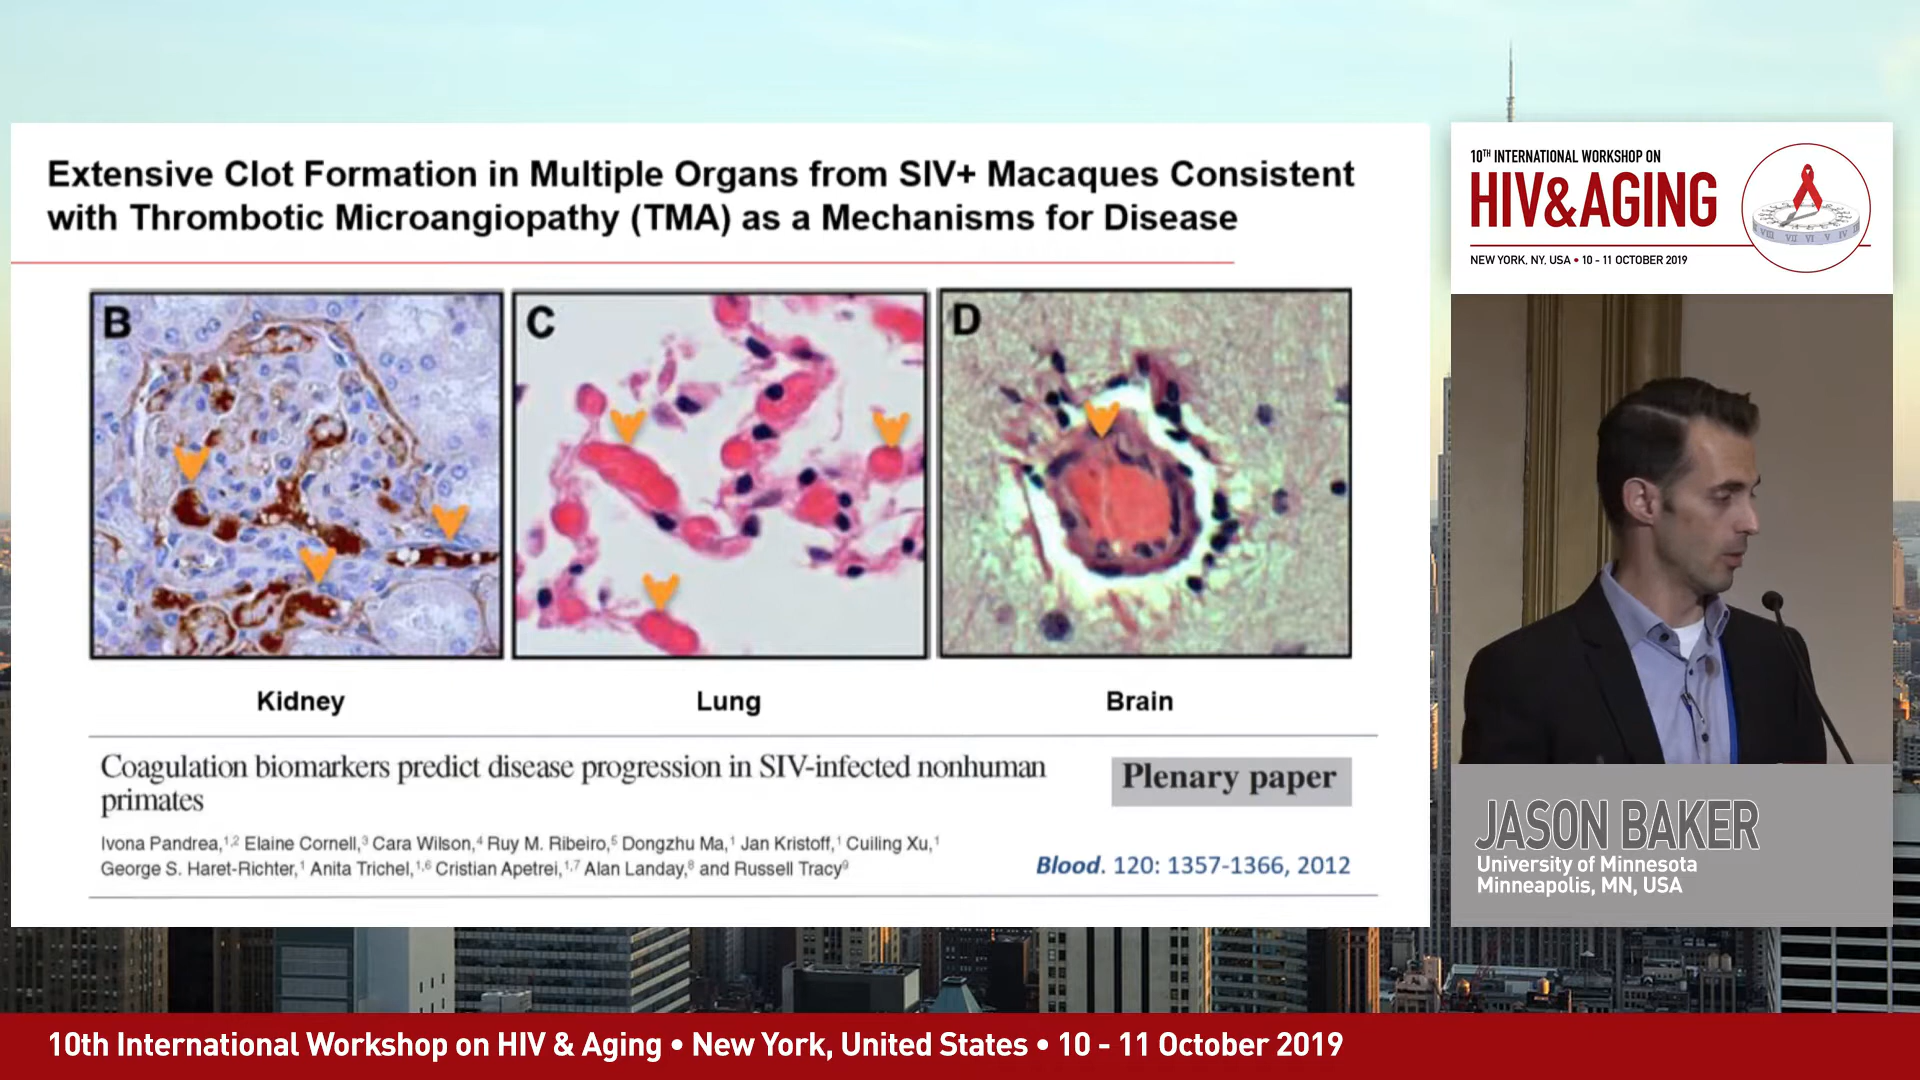 Extensive Clot Formation in Multiple Organs from SIV+ Macaques Consistent
with Thrombotic Microangiopathy (TMA) as a Mechanisms for Disease
B
C
D
Kidney
Lung
Brain
Coagulation biomarkers predict disease progression in SIV-infected nonhuman
primates
Plenary paper
Ivona Pandrea,1,2 Elaine Cornell,3 Cara Wilson,4 Ruy M. Ribeiro,5 Dongzhu Ma,1 Jan Kristoff,1 Cuiling Xu,1
George S. Haret-Richter,1 Anita Trichel,1,6 Cristian Apetrei,1,7 Alan Landay,8 and Russell Tracy9
Blood. 120: 1357-1366, 2012
10TH INTERNATIONAL WORKSHOP ON
HIV&AGING
NEW YORK, NY, USA • 10 - 11 OCTOBER 2019
JASON BAKER
University of Minnesota
Minneapolis, MN, USA
10th International Workshop on HIV & Aging • New York, United States • 10 - 11 October 2019